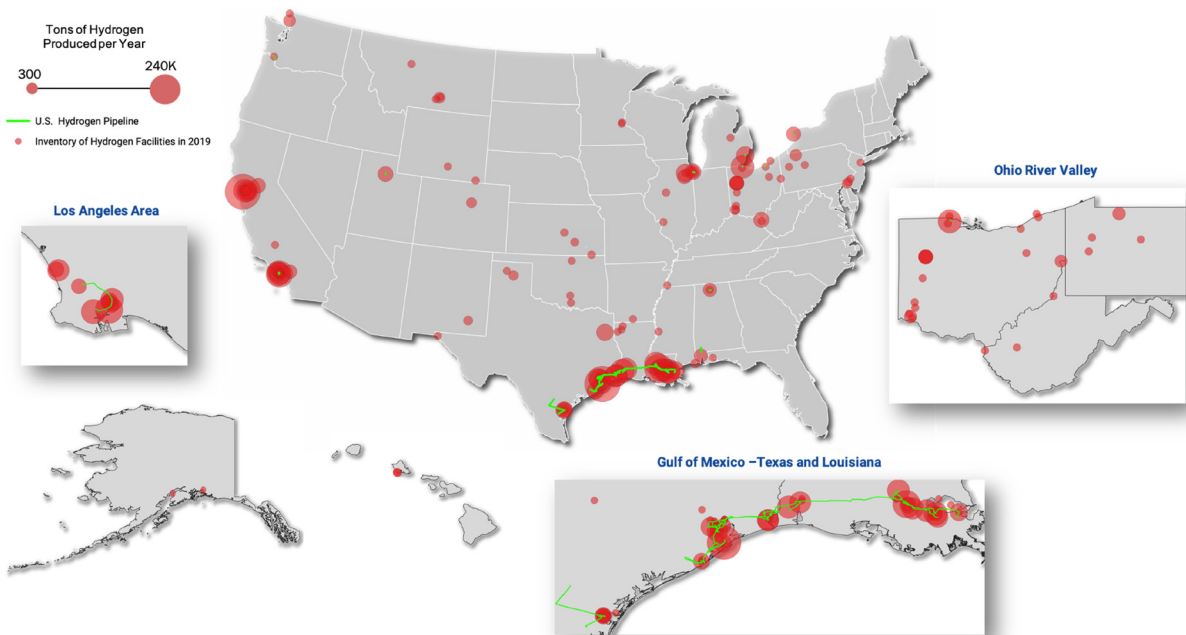 Tons of Hydrogen
Produced per Year
300
240K
U.S. Hydrogen Pipeline
Inventory of Hydrogen Facilities in 2019
Los Angeles Area
Ohio River Valley
Gulf of Mexico –Texas and Louisiana